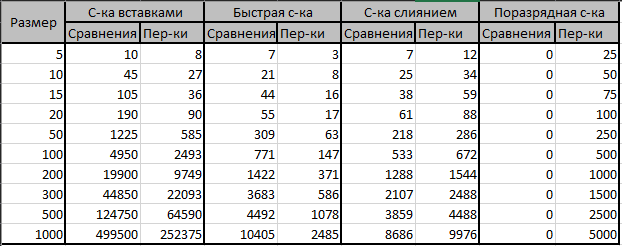 Размер С-ка вставками Быстрая с-ка С-ка слиянием Поразрядная с-ка
Сравнения Пер-ки Сравнения Пер-ки Сравнения Пер-ки Сравнения Пер-ки
5 10 8 7 3 7 12 0 25
10 45 27 21 8 25 34 0 50
15 105 36 44 16 38 59 0 75
20 190 90 55 17 61 88 0 100
50 1225 585 309 63 218 286 0 250
100 4950 2493 771 147 533 672 0 500
200 19900 9749 1422 371 1288 1544 0 1000
300 44850 22093 3683 586 2107 2488 0 1500
500 124750 64590 4492 1078 3859 4488 0 2500
1000 499500 252375 10405 2485 8686 9976 0 5000